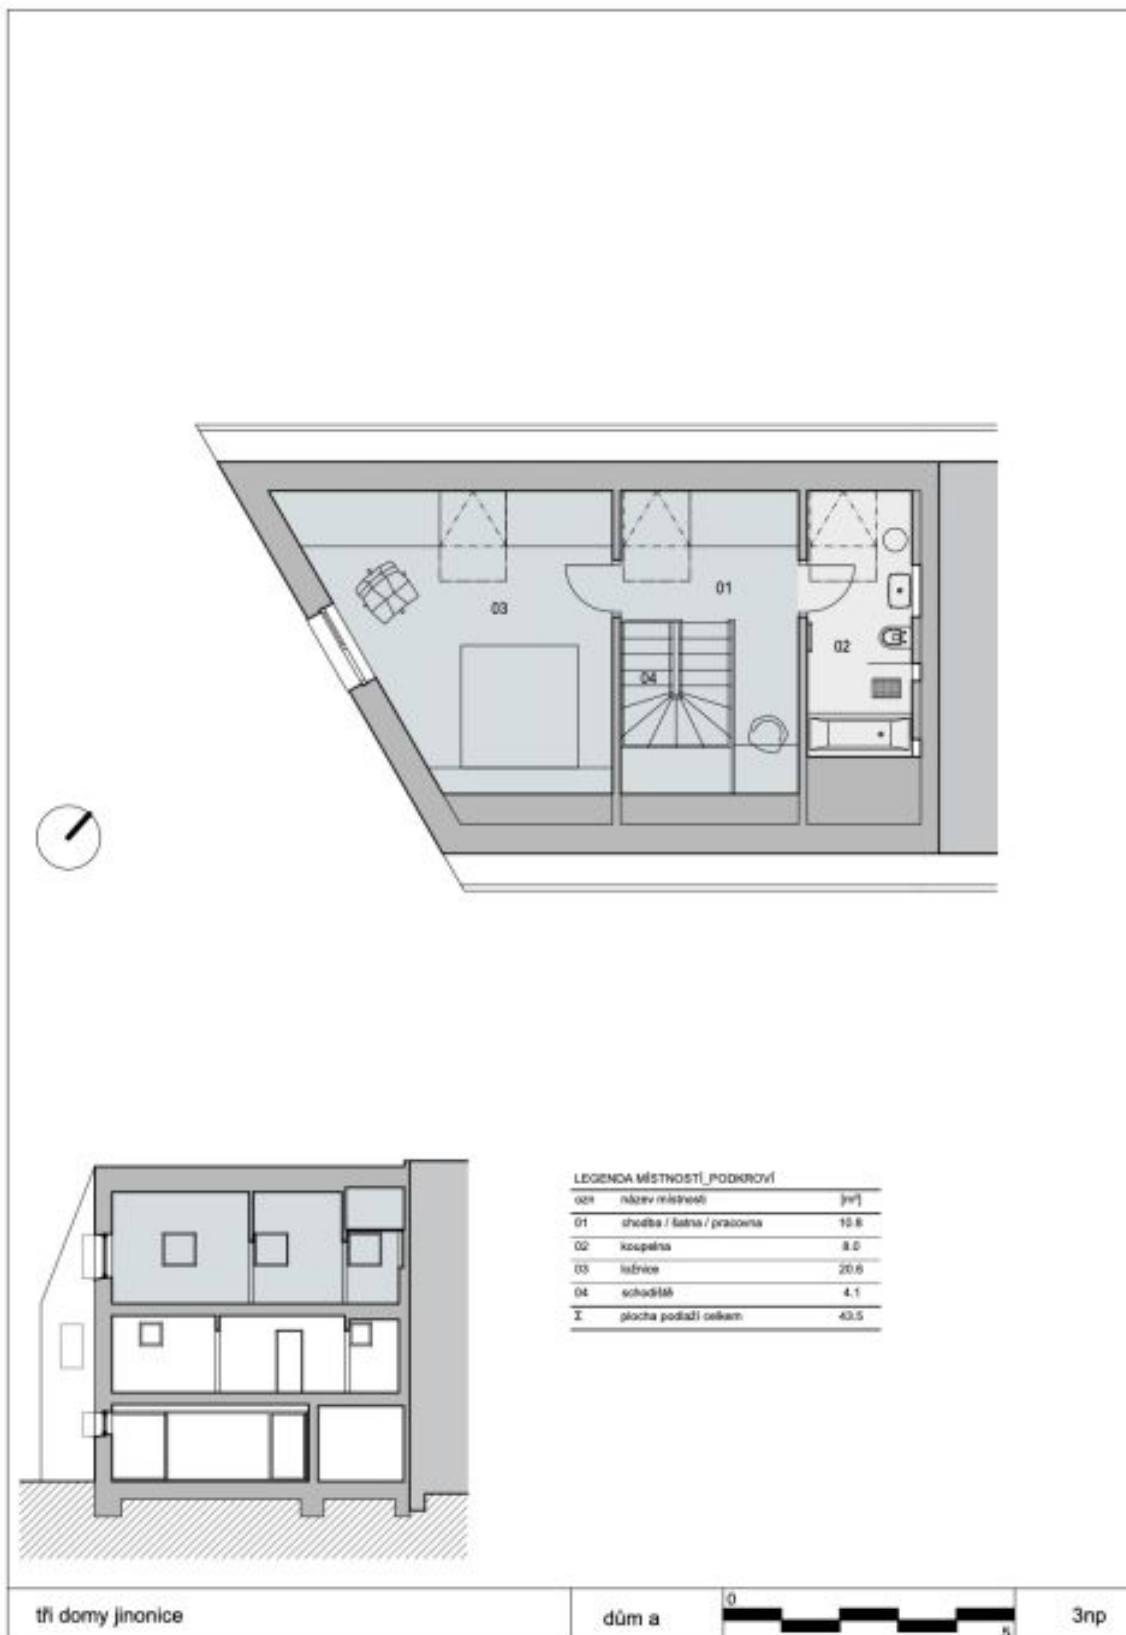 03
01
02
04
LEGENDA MÍSTNOSTÍ_PODKROVÍ
ozn název místnosti [m²]
01 chodba / šatna / pracovna 10.8
02 koupelna 8.0
03 ložnice 20.6
04 schodiště 4.1
Σ plocha podlaží celkem 43.5
tři domy jinonice
dům a
0
5
3np